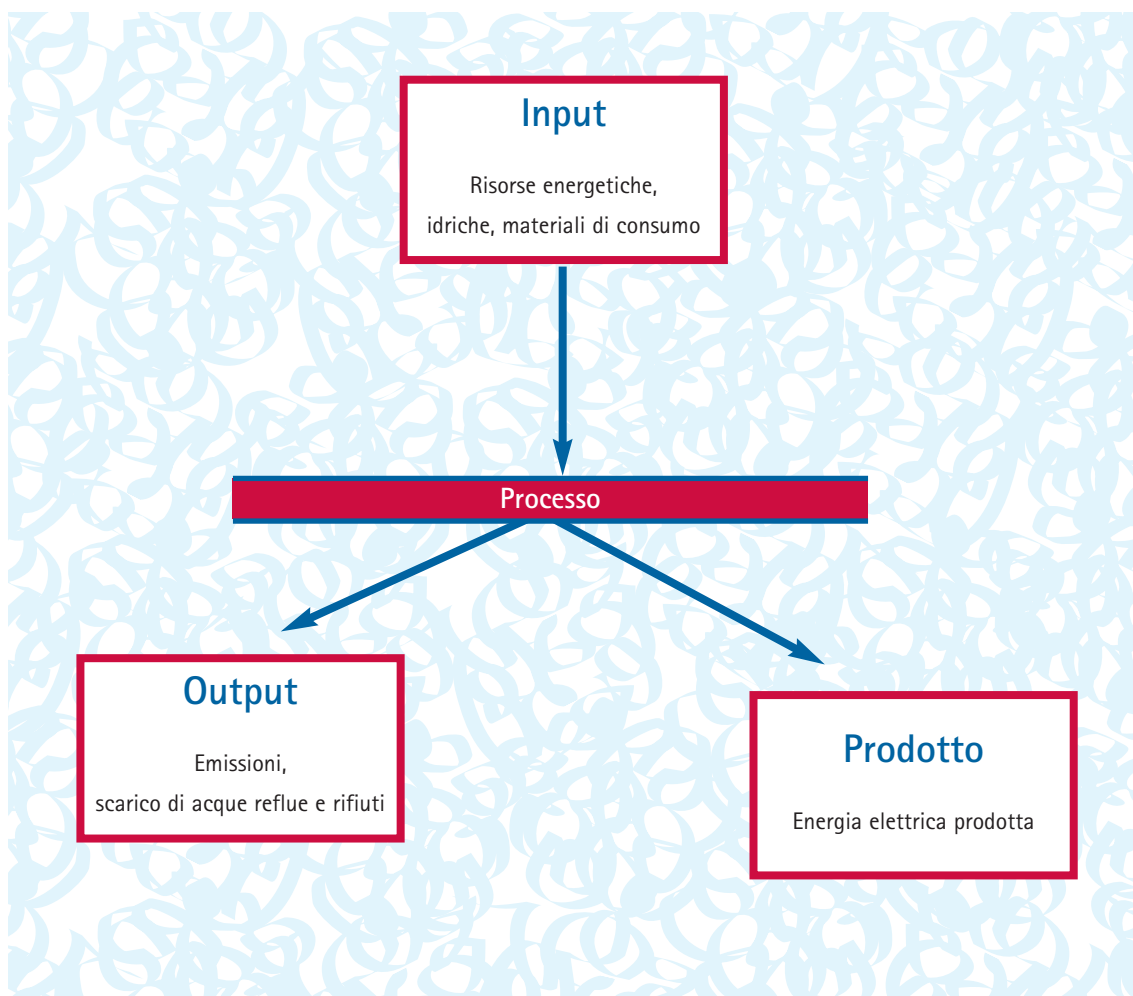 Input
Risorse energetiche,
idriche, materiali di consumo
Processo
Output
Emissioni,
scarico di acque reflue e rifiuti
Prodotto
Energia elettrica prodotta